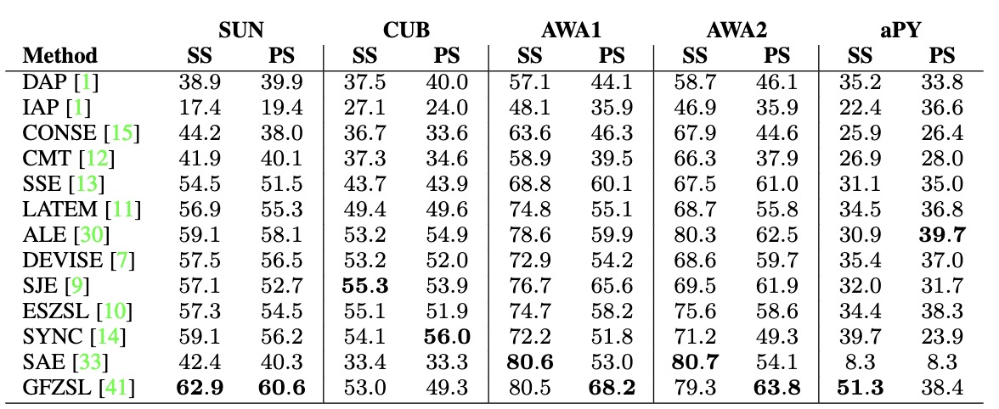 SUN CUB AWA1 AWA2 aPY
Method SS PS SS PS SS PS SS PS SS PS
DAP [1] 38.9 39.9 37.5 40.0 57.1 44.1 58.7 46.1 35.2 33.8
IAP [1] 17.4 19.4 27.1 24.0 48.1 35.9 46.9 35.9 22.4 36.6
CONSE [15] 44.2 38.0 36.7 33.6 63.6 46.3 67.9 44.6 25.9 26.4
CMT [12] 41.9 40.1 37.3 34.6 58.9 39.5 66.3 37.9 26.9 28.0
SSE [13] 54.5 51.5 43.7 43.9 68.8 60.1 67.5 61.0 31.1 35.0
LATEM [11] 56.9 55.3 49.4 49.6 74.8 55.1 68.7 55.8 34.5 36.8
ALE [30] 59.1 58.1 53.2 54.9 78.6 59.9 80.3 62.5 30.9 39.7
DEVISE [7] 57.5 56.5 53.2 52.0 72.9 54.2 68.6 59.7 35.4 37.0
SJE [9] 57.1 52.7 55.3 53.9 76.7 65.6 69.5 61.9 32.0 31.7
ESZSL [10] 57.3 54.5 55.1 51.9 74.7 58.2 75.6 58.6 34.4 38.3
SYNC [14] 59.1 56.2 54.1 56.0 72.2 51.8 71.2 49.3 39.7 23.9
SAE [33] 42.4 40.3 33.4 33.3 80.6 53.0 80.7 54.1 8.3 8.3
GFZSL [41] 62.9 60.6 53.0 49.3 80.5 68.2 79.3 63.8 51.3 38.4